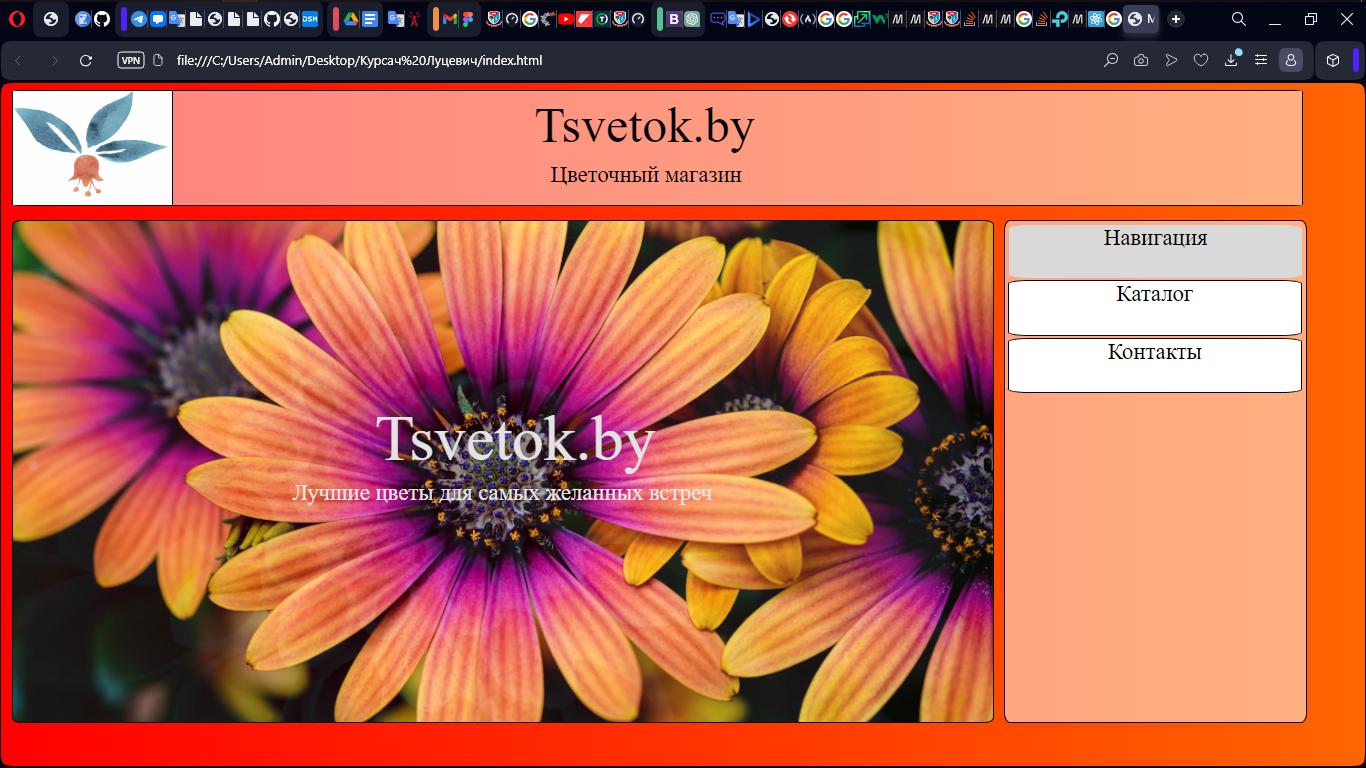 VPN
file:///C:/Users/Admin/Desktop/Курсач%20Луцевич/index.html
Tsvetok.by
Цветочный магазин
Навигация
Каталог
Контакты
Tsvetok.by
Лучшие цветы для самых желанных встреч